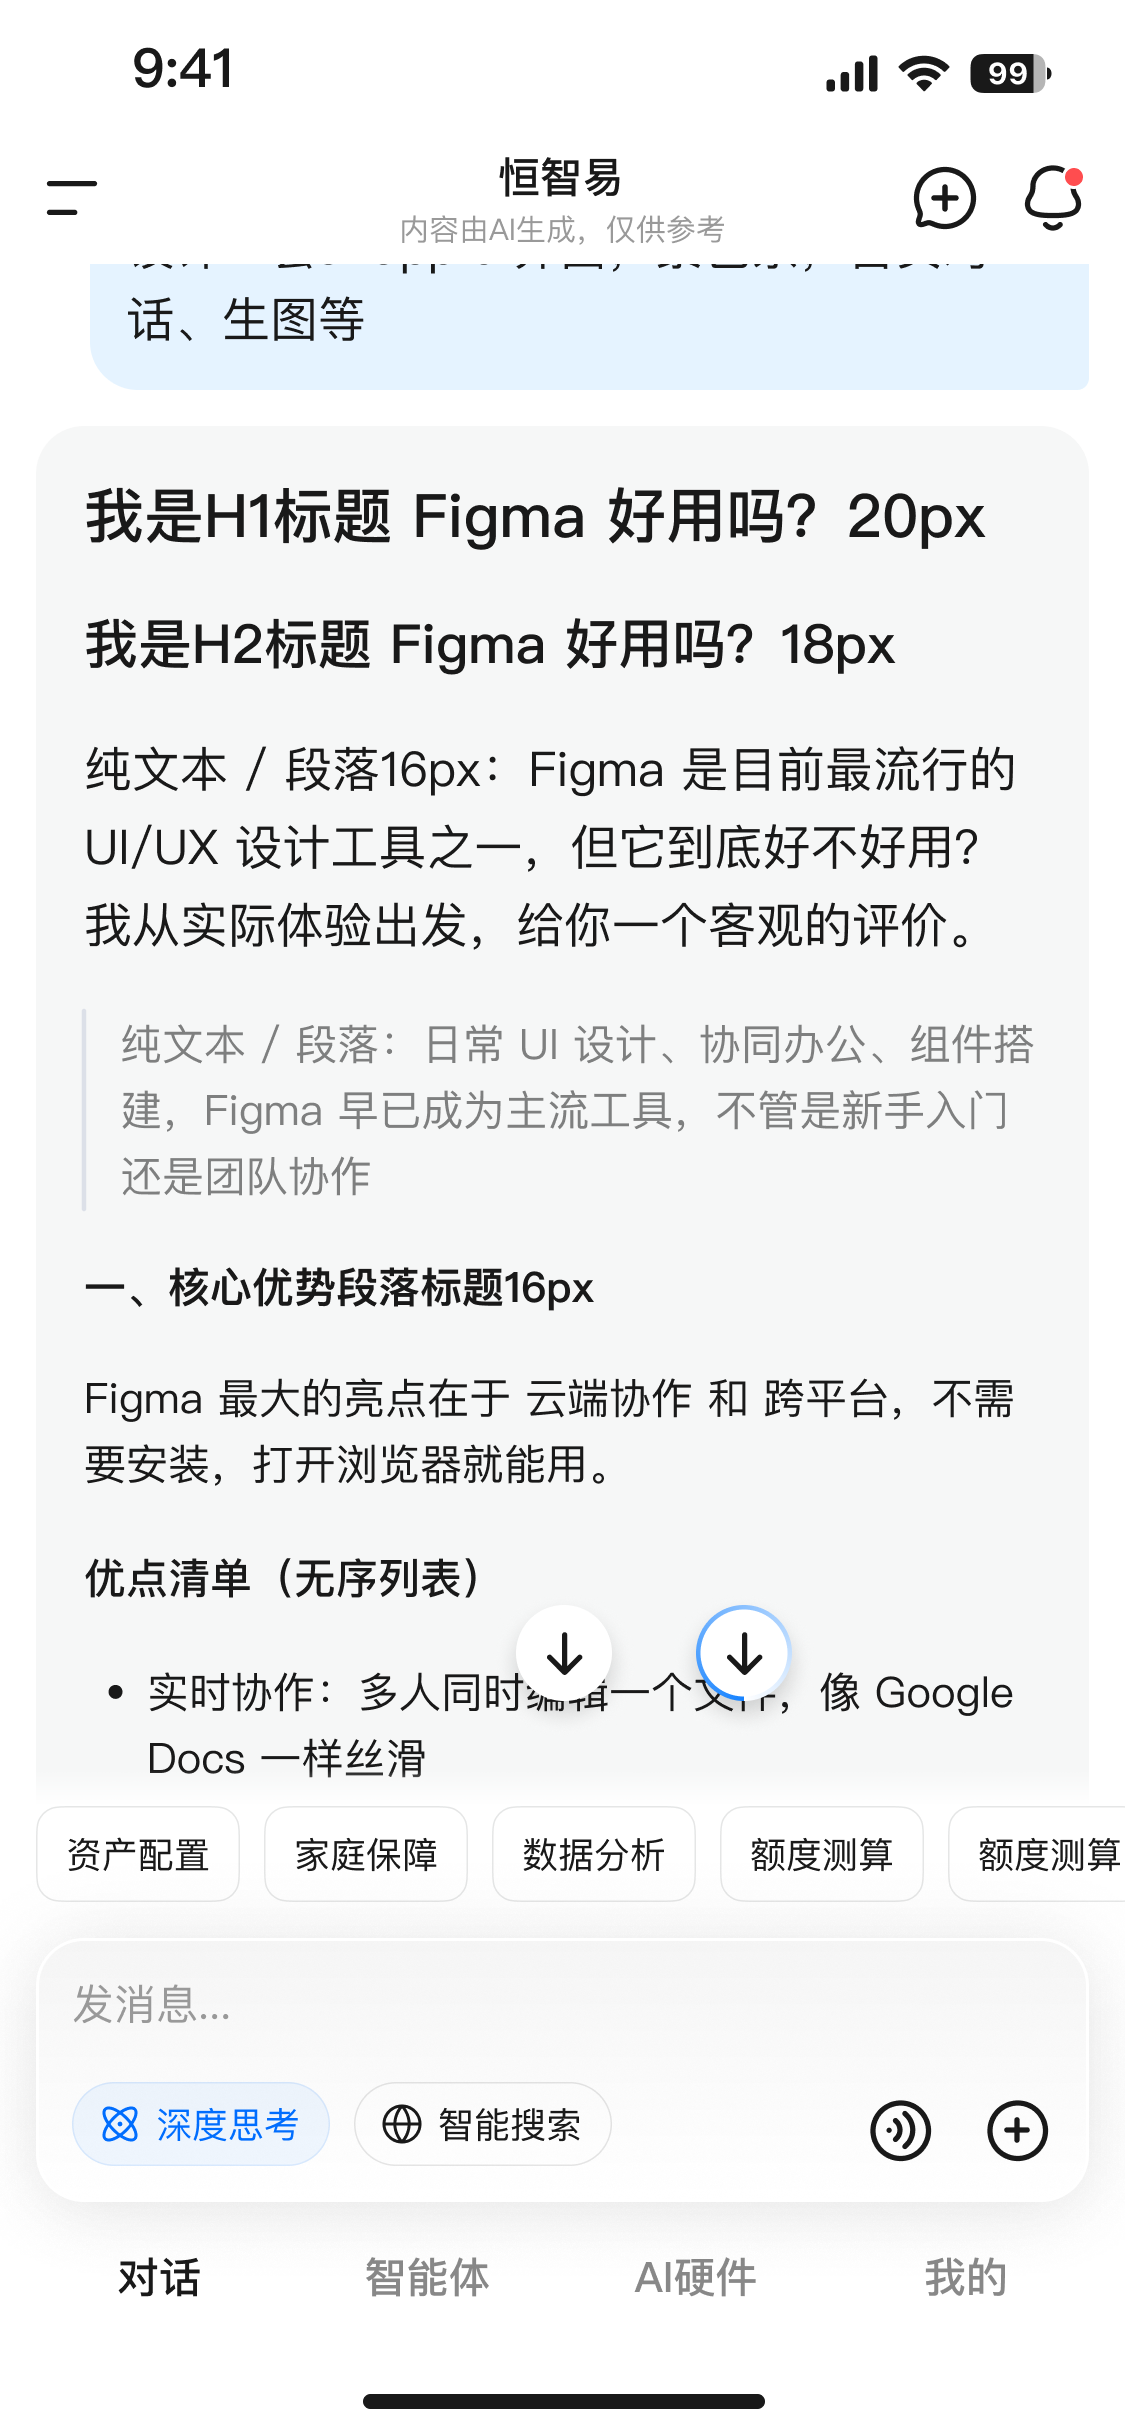 9:41
99
恒智易
内容由AI生成，仅供参考
话、生图等
我是H1标题 Figma 好用吗？20px
我是H2标题 Figma 好用吗？18px
纯文本 / 段落16px：Figma 是目前最流行的
UI/UX 设计工具之一，但它到底好不好用？
我从实际体验出发，给你一个客观的评价。
纯文本 / 段落：日常 UI 设计、协同办公、组件搭
建，Figma 早已成为主流工具，不管是新手入门
还是团队协作
一、核心优势段落标题16px
Figma 最大的亮点在于 云端协作 和 跨平台，不需
要安装，打开浏览器就能用。
优点清单（无序列表）
• 实时协作：多人同时编辑一个文件，像 Google
Docs 一样丝滑
资产配置 家庭保障 数据分析 额度测算 额度测算
发消息...
深度思考 智能搜索
对话 智能体 AI硬件 我的